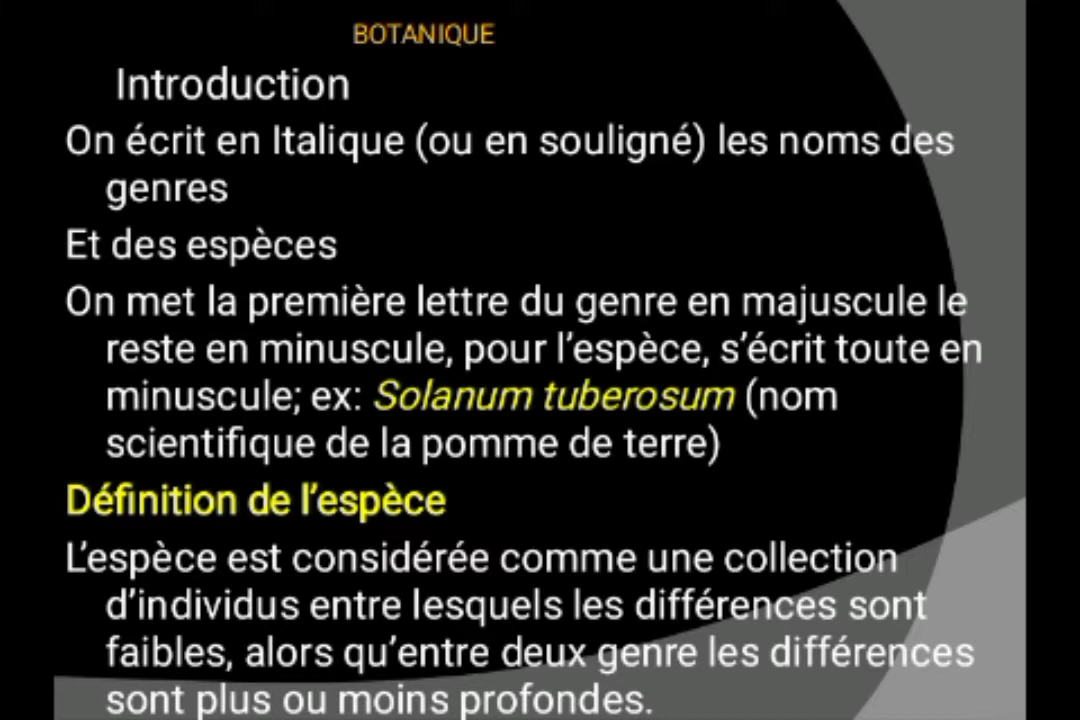 BOTANIQUE
Introduction
On écrit en Italique (ou en souligné) les noms des
genres
Et des espèces
On met la première lettre du genre en majuscule le
reste en minuscule, pour l’espèce, s’écrit toute en
minuscule; ex: Solanum tuberosum (nom
scientifique de la pomme de terre)
Définition de l’espèce
L’espèce est considérée comme une collection
d’individus entre lesquels les différences sont
faibles, alors qu’entre deux genre les différences
sont plus ou moins profondes.